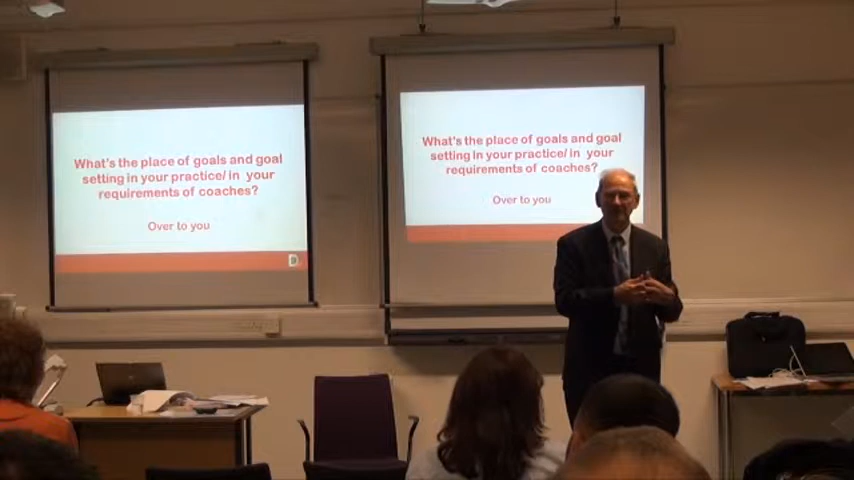 What's the place of goals and goal
setting in your practice/ in  your
requirements of coaches?
Over to you
D
What's the place of goals and goal
setting in your practice/ in  your
requirements of coaches?
Over to you